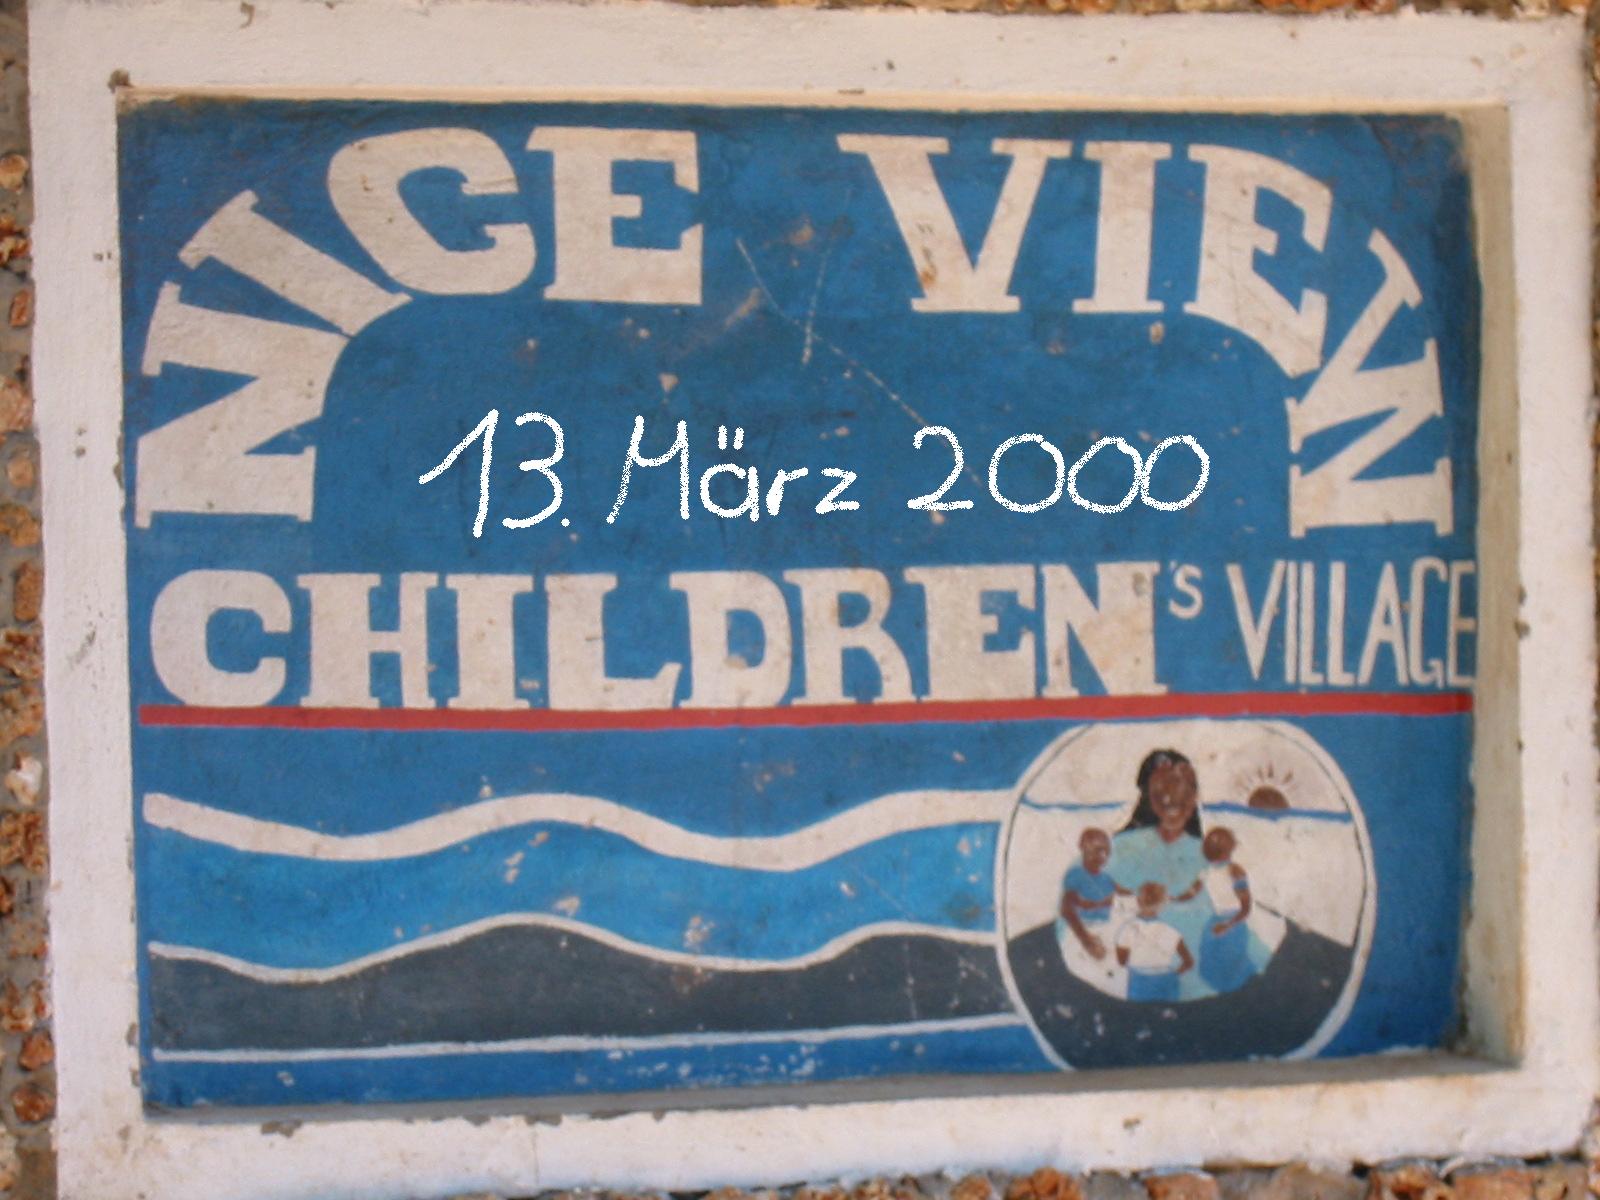 NICE VIEW
13. März 2000
CHILDREN'S VILLAGE